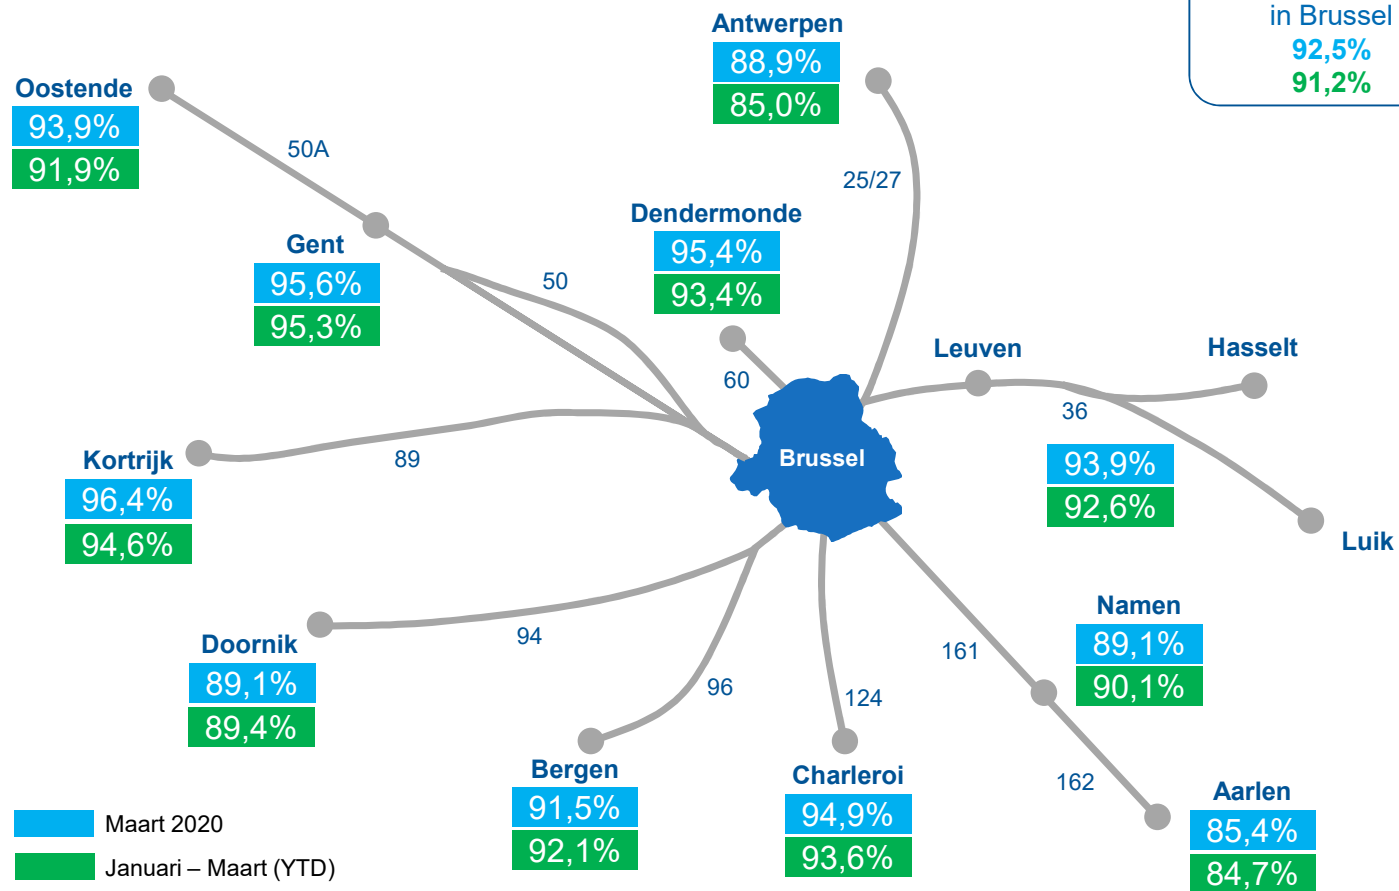 in Brussel
92,5%
91,2%
Antwerpen
88,9%
85,0%
Oostende
93,9%
91,9%
50A
25/27
Dendermonde
95,4%
93,4%
Gent
95,6%
95,3%
50
60
Leuven
Hasselt
36
93,9%
92,6%
Luik
Brussel
Kortrijk
96,4%
94,6%
89
Doornik
89,1%
89,4%
94
96
124
161
Namen
89,1%
90,1%
162
Bergen
91,5%
92,1%
Charleroi
94,9%
93,6%
Aarlen
85,4%
84,7%
Maart 2020
Januari – Maart (YTD)